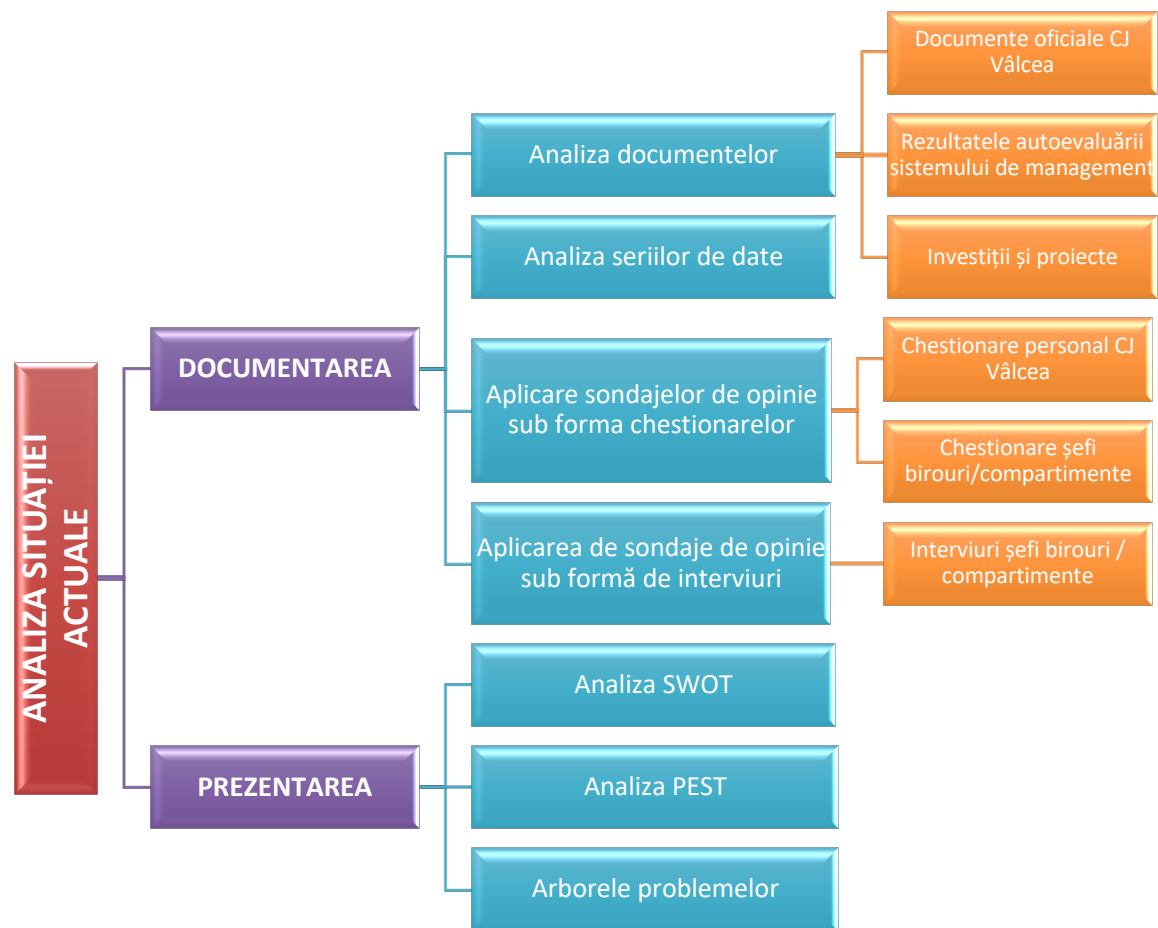 ANALIZA SITUAȚIEI
ACTUALE
DOCUMENTAREA
Analiza documentelor
Documente oficiale CJ
Vâlcea
Rezultatele autoevaluării
sistemului de management
Investiții și proiecte
Analiza seriilor de date
Aplicare sondajelor de opinie
sub forma chestionarelor
Chestionare personal CJ
Vâlcea
Chestionare șefi
birouri/compartimente
Aplicarea de sondaje de opinie
sub formă de interviuri
Interviuri șefi birouri /
compartimente
PREZENTAREA
Analiza SWOT
Analiza PEST
Arborele problemelor